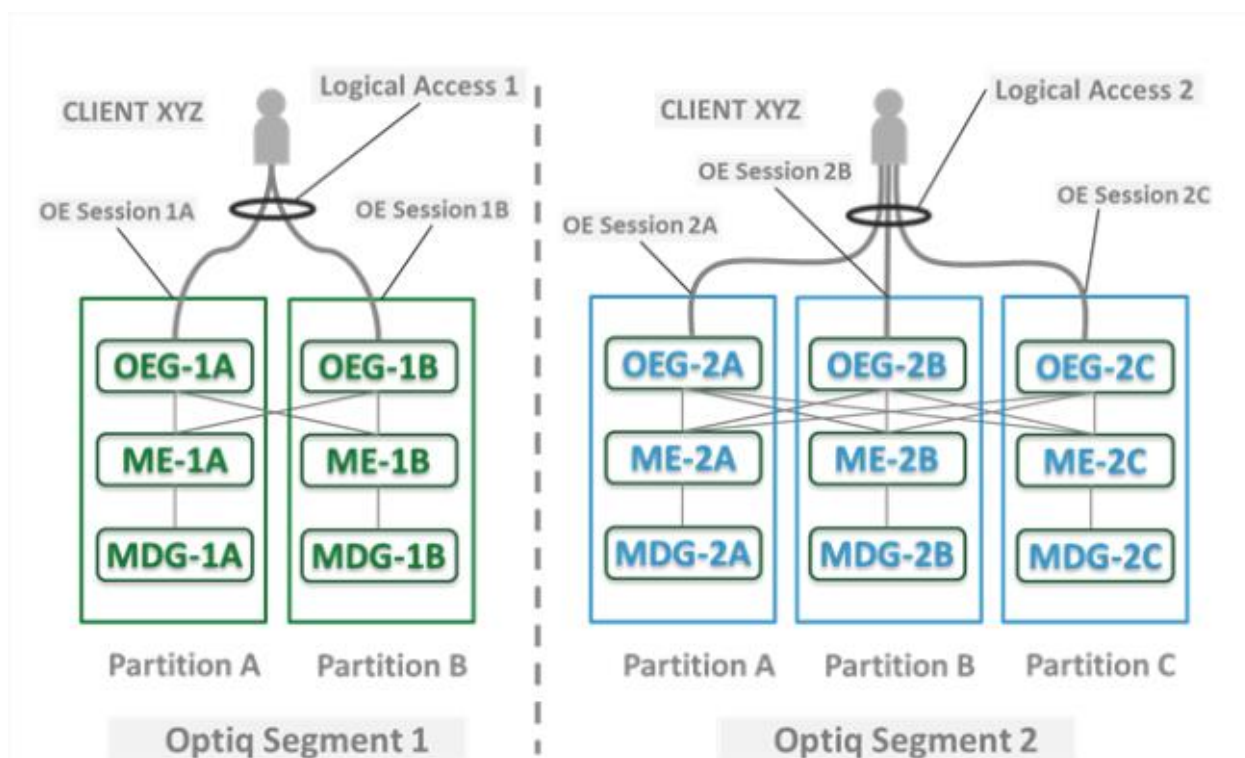 CLIENT XYZ
Logical Access 1
OE Session 1A
OE Session 1B
OEG-1A
OEG-1B
ME-1A
ME-1B
MDG-1A
MDG-1B
Partition A
Partition B
Optiq Segment 1
CLIENT XYZ
Logical Access 2
OE Session 2B
OE Session 2A
OE Session 2C
OEG-2A
OEG-2B
OEG-2C
ME-2A
ME-2B
ME-2C
MDG-2A
MDG-2B
MDG-2C
Partition A
Partition B
Partition C
Optiq Segment 2